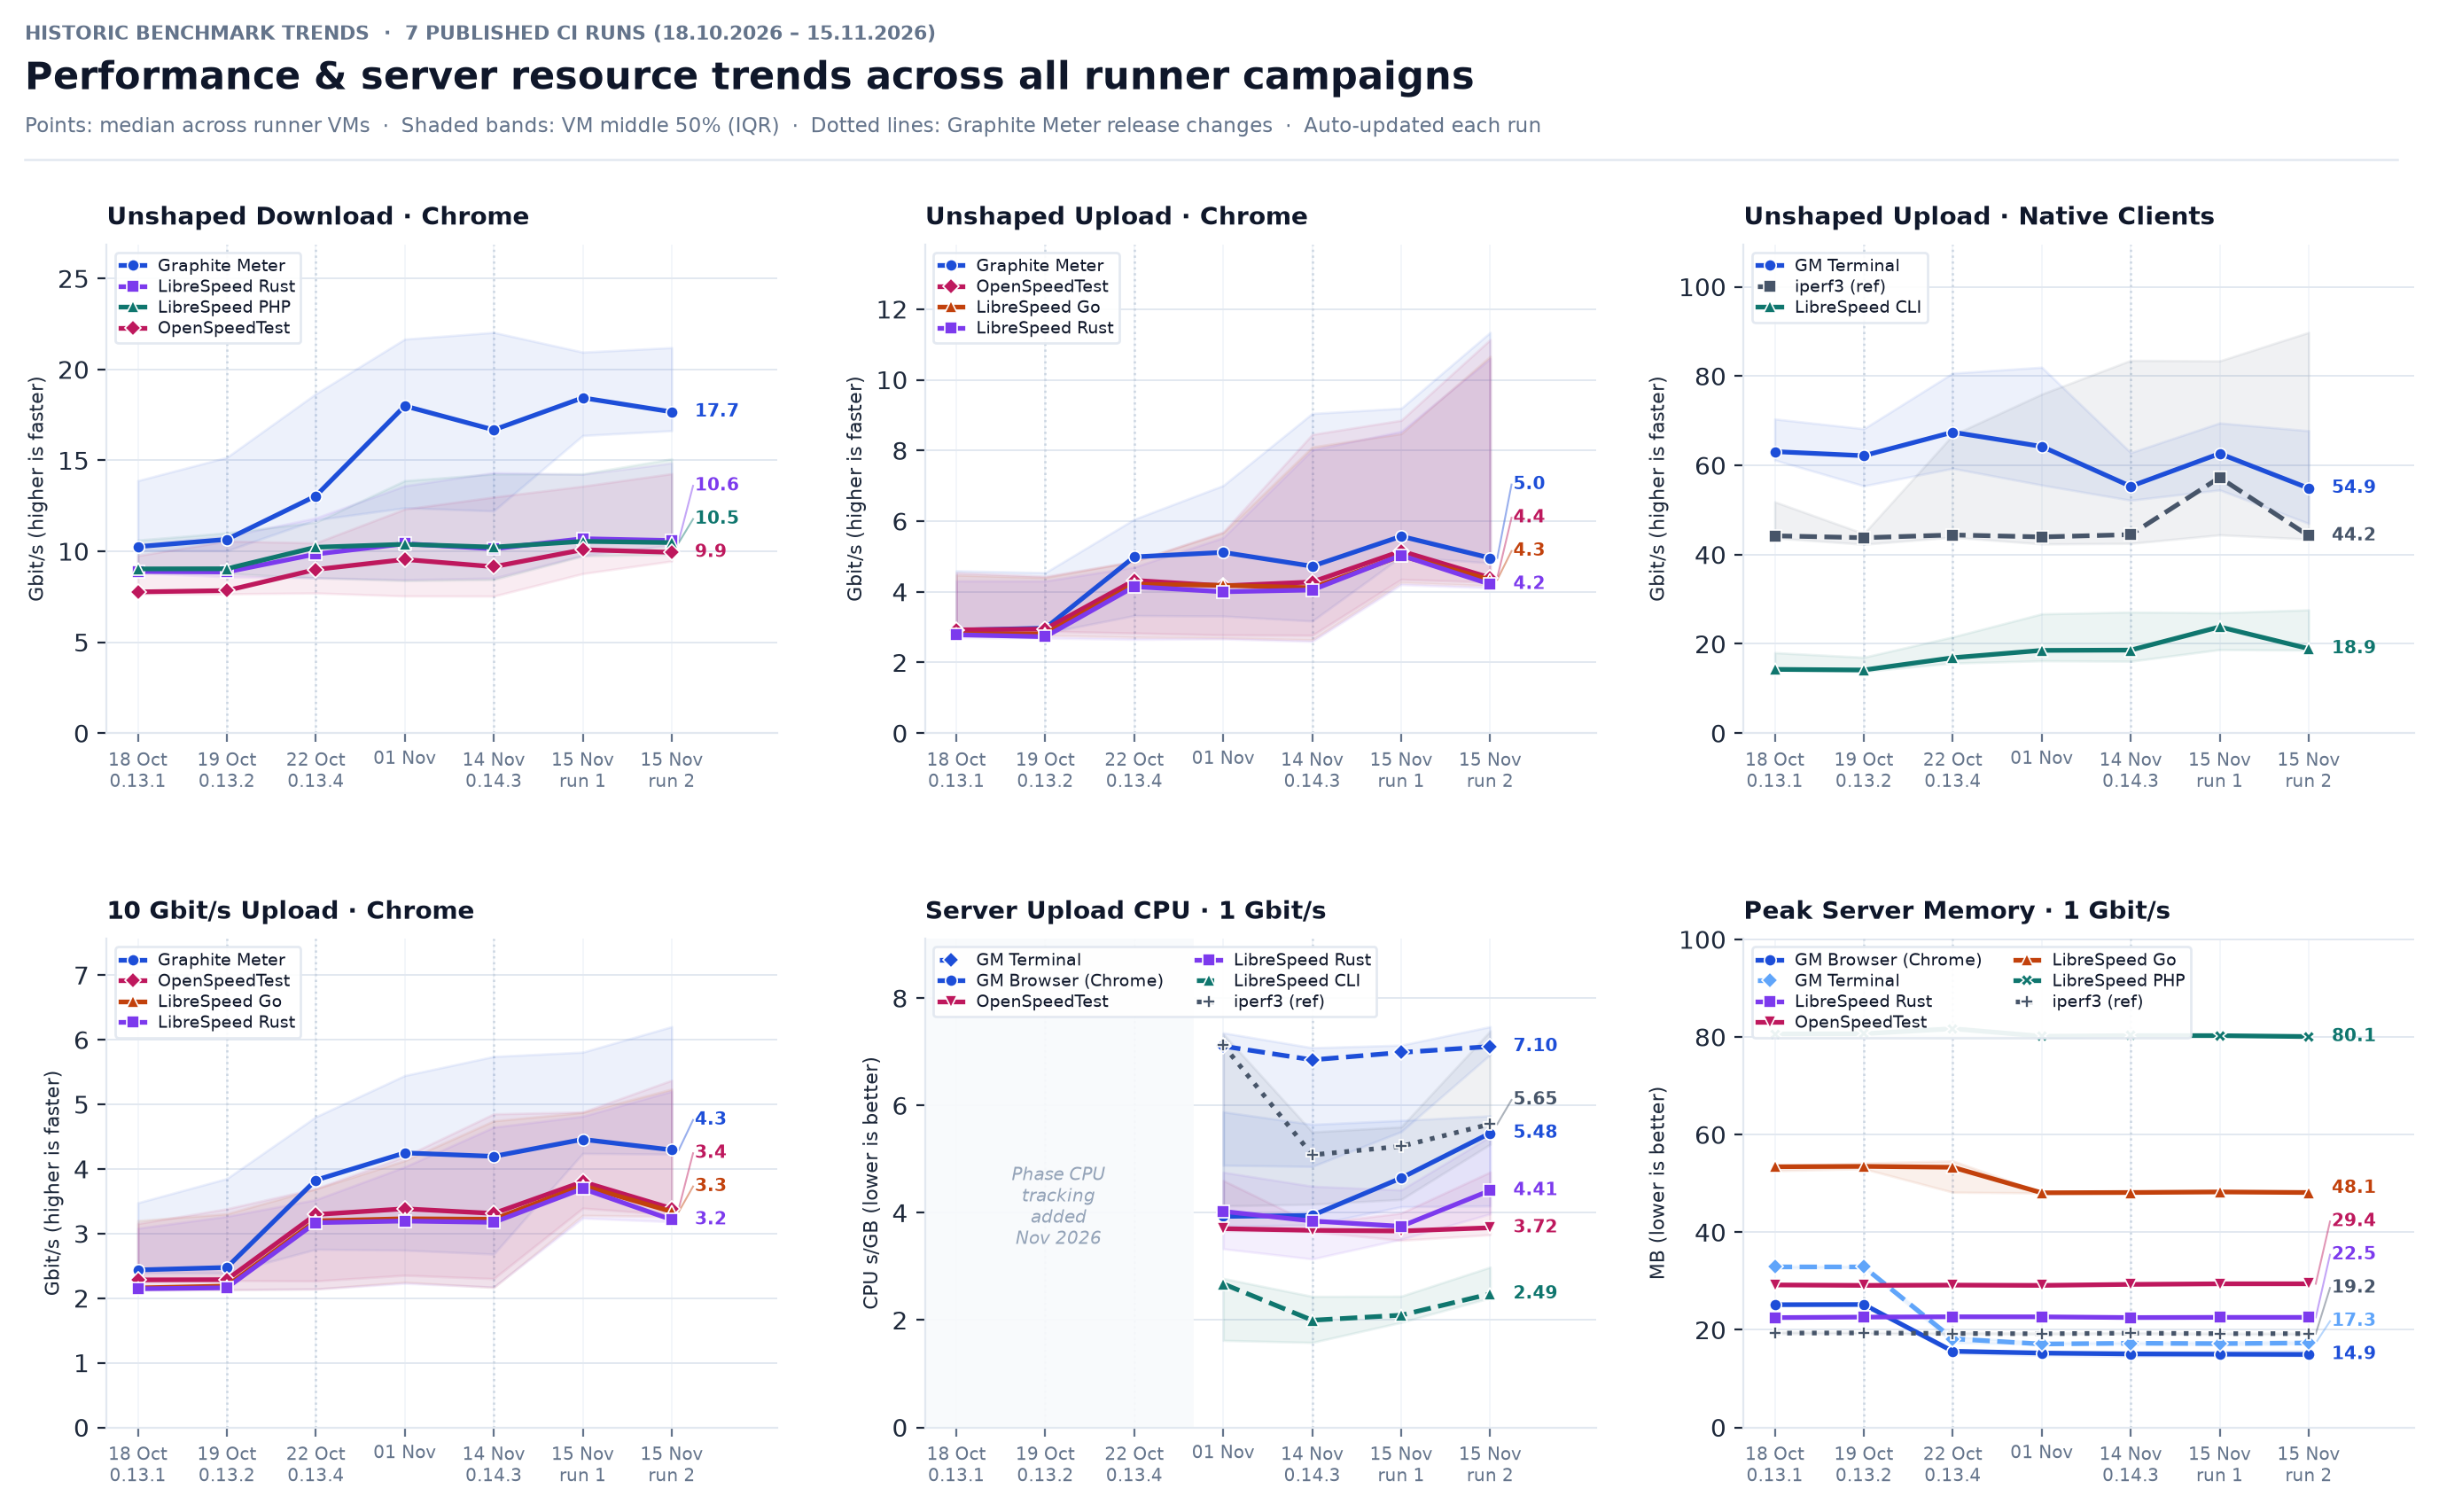 HISTORIC BENCHMARK TRENDS · 7 PUBLISHED CI RUNS (18.10.2026 – 15.11.2026)
Performance & server resource trends across all runner campaigns
Points: median across runner VMs · Shaded bands: VM middle 50% (IQR) · Dotted lines: Graphite Meter release changes · Auto-updated each run
Unshaped Download · Chrome
Graphite Meter
LibreSpeed Rust
LibreSpeed PHP
OpenSpeedTest
Gbit/s (higher is faster)
25
20
15
10
5
0
17.7
10.6
10.5
9.9
18 Oct 19 Oct 22 Oct 01 Nov 14 Nov 15 Nov 15 Nov
0.13.1 0.13.2 0.13.4 0.14.3 run 1 run 2
Unshaped Upload · Chrome
Graphite Meter
OpenSpeedTest
LibreSpeed Go
LibreSpeed Rust
Gbit/s (higher is faster)
12
10
8
6
4
2
0
5.0
4.4
4.3
4.2
18 Oct 19 Oct 22 Oct 01 Nov 14 Nov 15 Nov 15 Nov
0.13.1 0.13.2 0.13.4 0.14.3 run 1 run 2
Unshaped Upload · Native Clients
GM Terminal
iperf3 (ref)
LibreSpeed CLI
Gbit/s (higher is faster)
100
80
60
40
20
0
54.9
44.2
18.9
18 Oct 19 Oct 22 Oct 01 Nov 14 Nov 15 Nov 15 Nov
0.13.1 0.13.2 0.13.4 0.14.3 run 1 run 2
10 Gbit/s Upload · Chrome
Graphite Meter
OpenSpeedTest
LibreSpeed Go
LibreSpeed Rust
Gbit/s (higher is faster)
7
6
5
4
3
2
1
0
4.3
3.4
3.3
3.2
18 Oct 19 Oct 22 Oct 01 Nov 14 Nov 15 Nov 15 Nov
0.13.1 0.13.2 0.13.4 0.14.3 run 1 run 2
Server Upload CPU · 1 Gbit/s
GM Terminal LibreSpeed Rust
GM Browser (Chrome) LibreSpeed CLI
OpenSpeedTest iperf3 (ref)
CPU s/GB (lower is better)
8
6
4
2
0
Phase CPU
tracking
added
Nov 2026
7.10
5.65
5.48
4.41
3.72
2.49
18 Oct 19 Oct 22 Oct 01 Nov 14 Nov 15 Nov 15 Nov
0.13.1 0.13.2 0.13.4 0.14.3 run 1 run 2
Peak Server Memory · 1 Gbit/s
GM Browser (Chrome) LibreSpeed Go
GM Terminal LibreSpeed PHP
LibreSpeed Rust iperf3 (ref)
OpenSpeedTest
MB (lower is better)
100
80
60
40
20
0
80.1
48.1
29.4
22.5
19.2
17.3
14.9
18 Oct 19 Oct 22 Oct 01 Nov 14 Nov 15 Nov 15 Nov
0.13.1 0.13.2 0.13.4 0.14.3 run 1 run 2